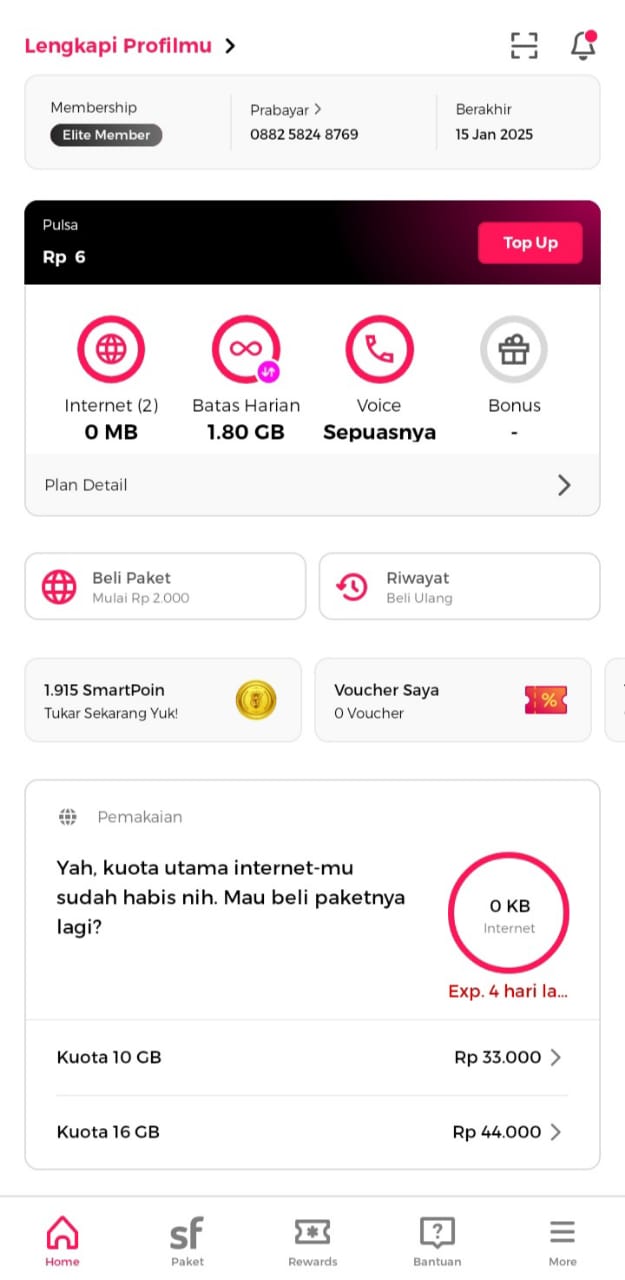 Lengkapi Profilmu
Membership
Elite Member
Prabayar
0882 5824 8769
Berakhir
15 Jan 2025
Pulsa
Rp 6
Top Up
Internet (2)
0 MB
Batas Harian
1.80 GB
Voice
Sepuasnya
Bonus
-
Plan Detail
Beli Paket
Mulai Rp 2.000
Riwayat
Beli Ulang
1.915 SmartPoin
Tukar Sekarang Yuk!
Voucher Saya
0 Voucher
%
Pemakaian
Yah, kuota utama internet-mu
sudah habis nih. Mau beli paketnya
lagi?
0 KB
Internet
Exp. 4 hari la...
Kuota 10 GB
Rp 33.000
Kuota 16 GB
Rp 44.000
Home
sf
Paket
Rewards
?
Bantuan
More